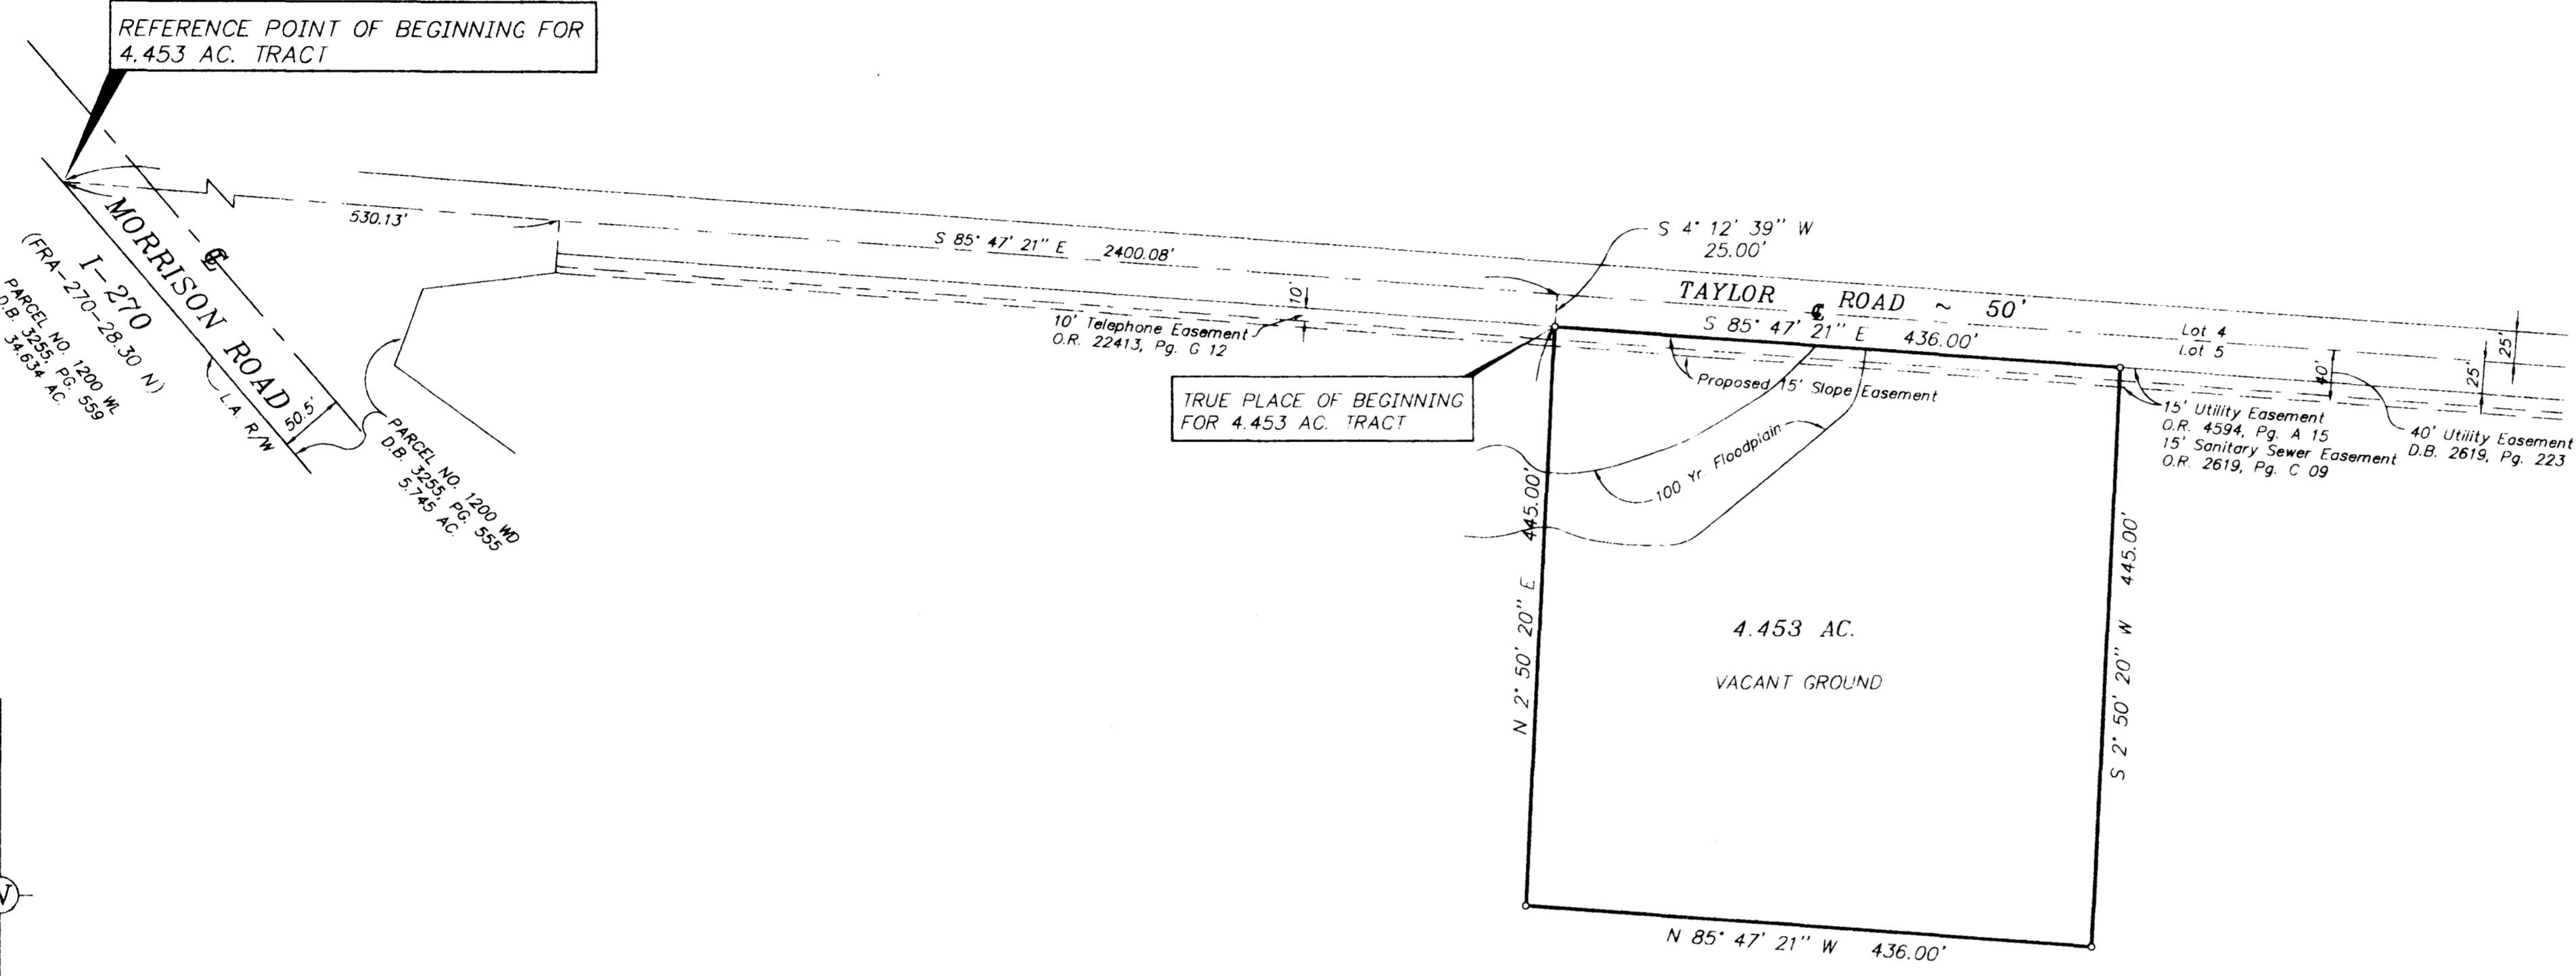 REFERENCE POINT OF BEGINNING FOR
4.453 AC. TRACT
530.13'
S 85° 47' 21" E 2400.08'
S 4° 12' 39" W
25.00'
MORRISON ROAD
℄
I-270
(FRA-270-28.30 N)
PARCEL NO. 1200 WL
D.B. 3255, PG. 559
34.634 AC.
L.A. R/W
50.5'
PARCEL NO. 1200 WD
D.B. 3255, PG. 555
5.745 AC.
10'
10' Telephone Easement
O.R. 22413, Pg. G 12
TAYLOR ℄ ROAD ~ 50'
S 85° 47' 21" E 436.00'
Lot 4
Lot 5
25'
25'
40'
TRUE PLACE OF BEGINNING
FOR 4.453 AC. TRACT
Proposed 15' Slope Easement
100 Yr. Floodplain
15' Utility Easement
O.R. 4594, Pg. A 15
15' Sanitary Sewer Easement
O.R. 2619, Pg. C 09
40' Utility Easement
D.B. 2619, Pg. 223
N 2° 50' 20" E 445.00'
4.453 AC.
VACANT GROUND
S 2° 50' 20" W 445.00'
N 85° 47' 21" W 436.00'